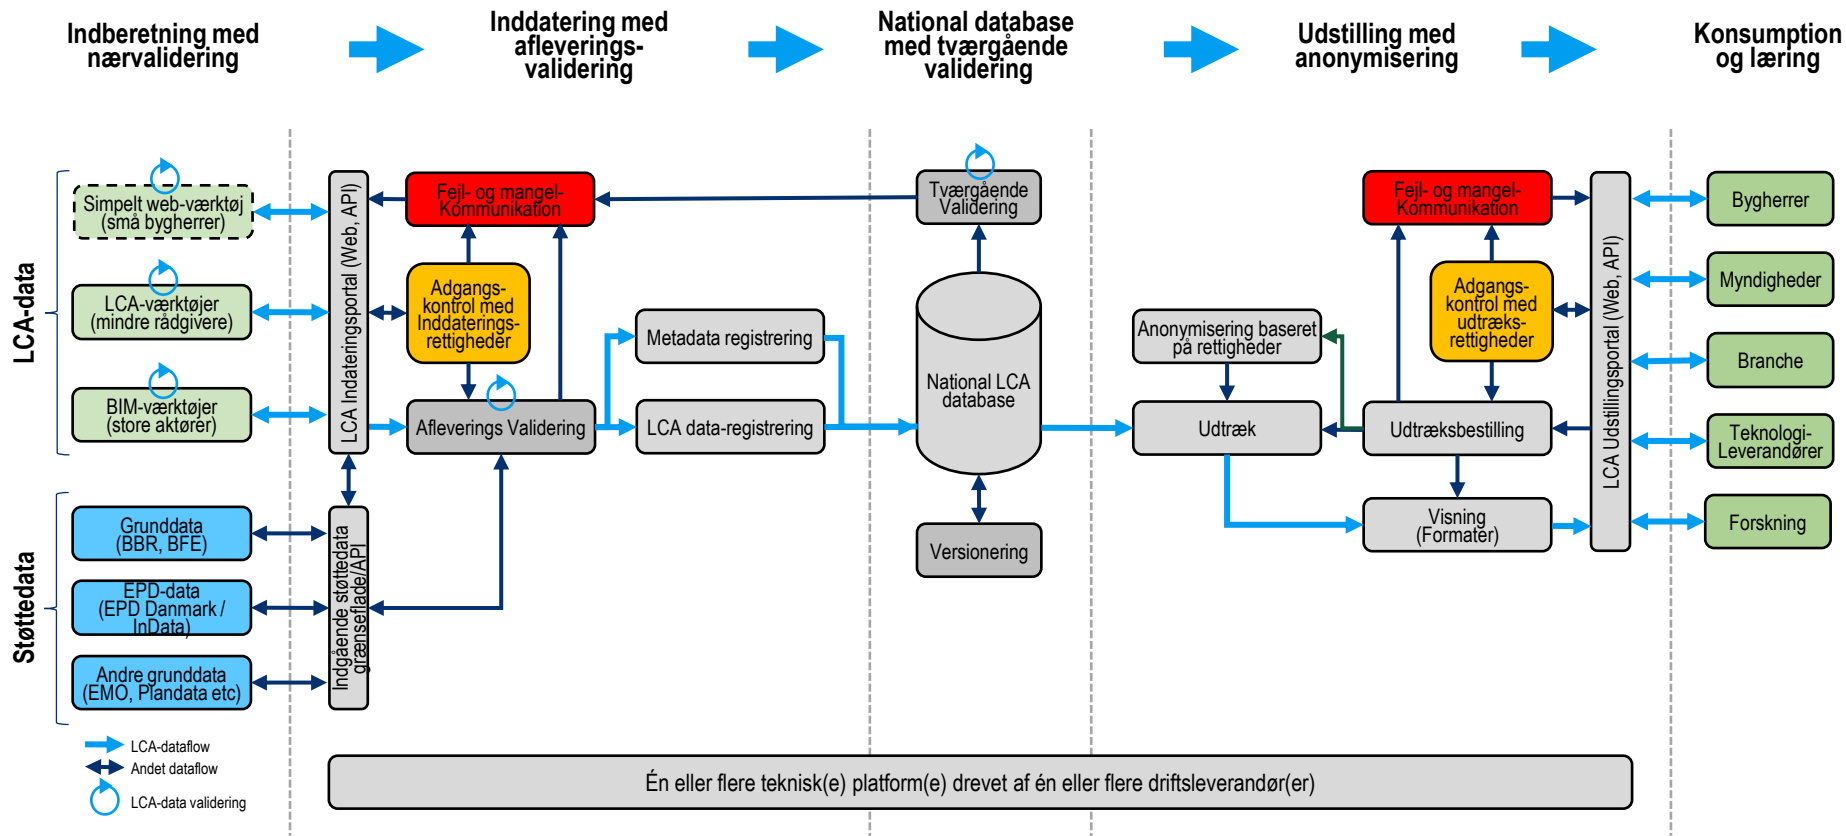 Indberetning med
nærvalidering
Inddatering med
afleverings-
validering
National database
med tværgående
validering
Udstilling med
anonymisering
Konsumption
og læring
LCA-data
Simpelt web-værktøj
(små bygherrer)
LCA-værktøjer
(mindre rådgivere)
BIM-værktøjer
(store aktører)
Støttedata
Grunddata
(BBR, BFE)
EPD-data
(EPD Danmark /
InData)
Andre grunddata
(EMO, Plandata etc)
LCA-dataflow
Andet dataflow
LCA-data validering
LCA Indateringsportal (Web, API)
Indgående støttedata
grænseflade/API
Fejl- og mangel-
Kommunikation
Adgangs-
kontrol med
Inddaterings-
rettigheder
Afleverings Validering
Metadata registrering
LCA data-registrering
Tværgående
Validering
National LCA
database
Versionering
Anonymisering baseret
på rettigheder
Udtræk
Fejl- og mangel-
Kommunikation
Adgangs-
kontrol med
udtræks-
rettigheder
Udtræksbestilling
Visning
(Formater)
LCA Udstillingsportal (Web, API)
Bygherrer
Myndigheder
Branche
Teknologi-
Leverandører
Forskning
Én eller flere teknisk(e) platform(e) drevet af én eller flere driftsleverandør(er)